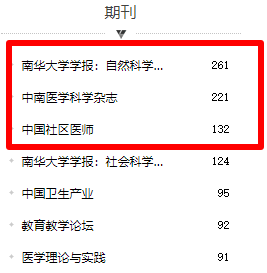 期刊
南华大学学报：自然科学... 261
中南医学科学杂志 221
中国社区医师 132
南华大学学报：社会科学... 124
中国卫生产业 95
教育教学论坛 92
医学理论与实践 91